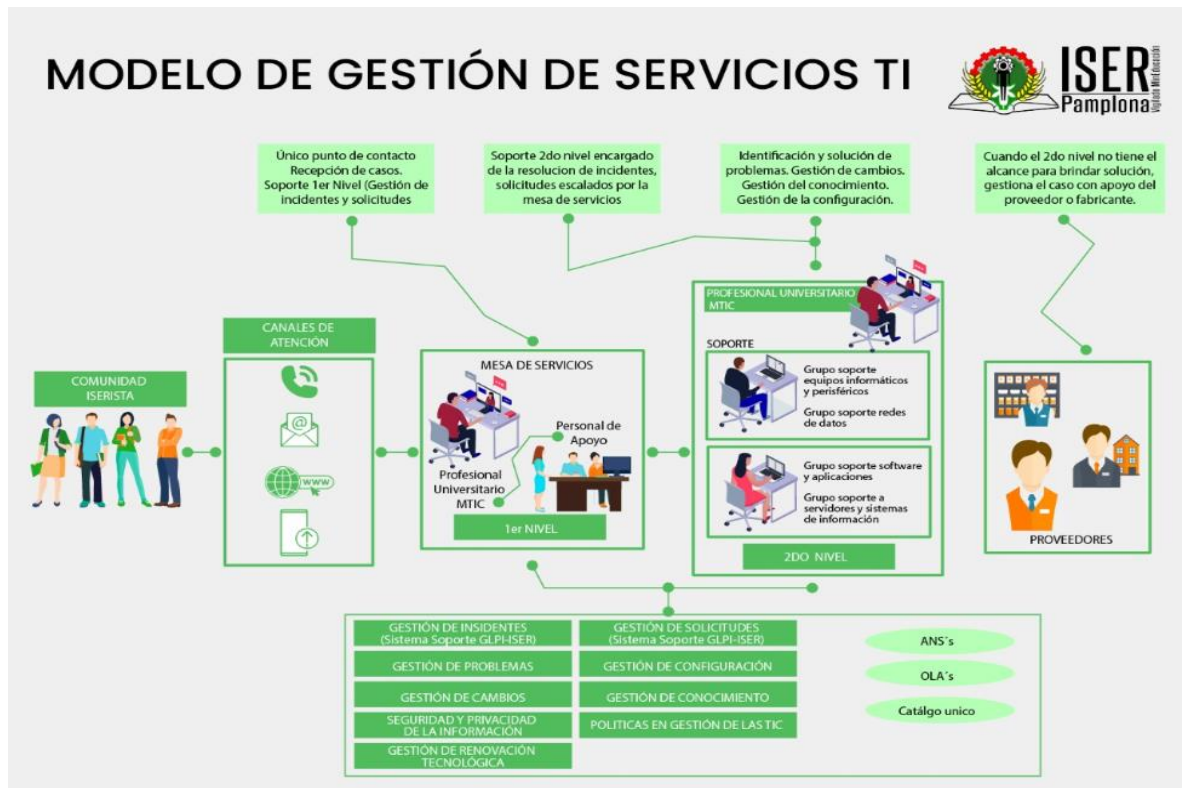 MODELO DE GESTIÓN DE SERVICIOS TI
ISER
Pamplona
Vigilado MinEducación
Único punto de contacto
Recepción de casos.
Soporte 1er Nivel (Gestión de
incidentes y solicitudes
Soporte 2do nivel encargado
de la resolucion de incidentes,
solicitudes escalados por la
mesa de servicios
Identificación y solución de
problemas. Gestión de cambios.
Gestión del conocimiento.
Gestión de la configuración.
Cuando el 2do nivel no tiene el
alcance para brindar solución,
gestiona el caso con apoyo del
proveedor o fabricante.
COMUNIDAD
ISERISTA
CANALES DE
ATENCIÓN
@
WWW
MESA DE SERVICIOS
Personal de
Apoyo
Profesional
Universitario
MTIC
1er NIVEL
PROFESIONAL UNIVERSITARIO
MTIC
SOPORTE
Grupo soporte
equipos informáticos
y perisféricos
Grupo soporte redes
de datos
Grupo soporte software
y aplicaciones
Grupo soporte a
servidores y sistemas
de información
2DO NIVEL
PROVEEDORES
GESTIÓN DE INSIDENTES
(Sistema Soporte GLPI-ISER)
GESTIÓN DE SOLICITUDES
(Sistema Soporte GLPI-ISER)
GESTIÓN DE PROBLEMAS
GESTIÓN DE CONFIGURACIÓN
GESTIÓN DE CAMBIOS
GESTIÓN DE CONOCIMIENTO
SEGURIDAD Y PRIVACIDAD
DE LA INFORMACIÓN
POLITICAS EN GESTIÓN DE LAS TIC
GESTIÓN DE RENOVACIÓN
TECNOLÓGICA
ANS´s
OLA´s
Catálgo unico